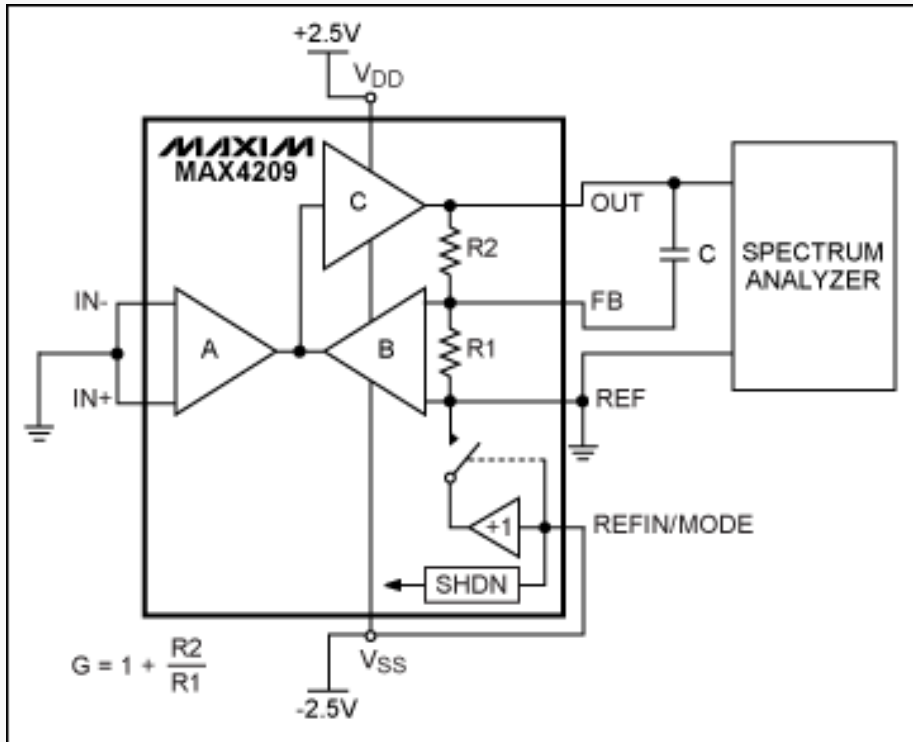 +2.5V
VDD
MAXIM
MAX4209
C
OUT
R2
C
SPECTRUM
ANALYZER
IN-
FB
A
B
R1
IN+
REF
+1
REFIN/MODE
SHDN
G = 1 + R2/R1
VSS
-2.5V